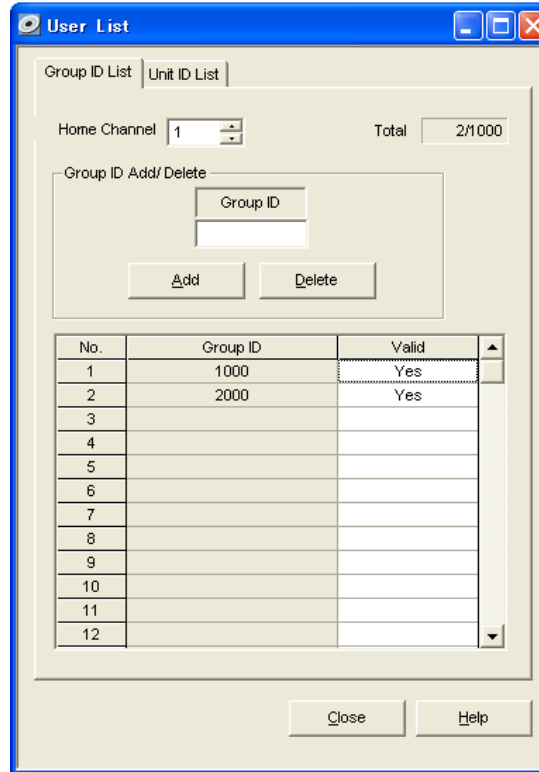 User List
Group ID List Unit ID List
Home Channel 1 Total 2/1000
Group ID Add/ Delete
Group ID
Add Delete
No. Group ID Valid
1 1000 Yes
2 2000 Yes
3
4
5
6
7
8
9
10
11
12
Close Help